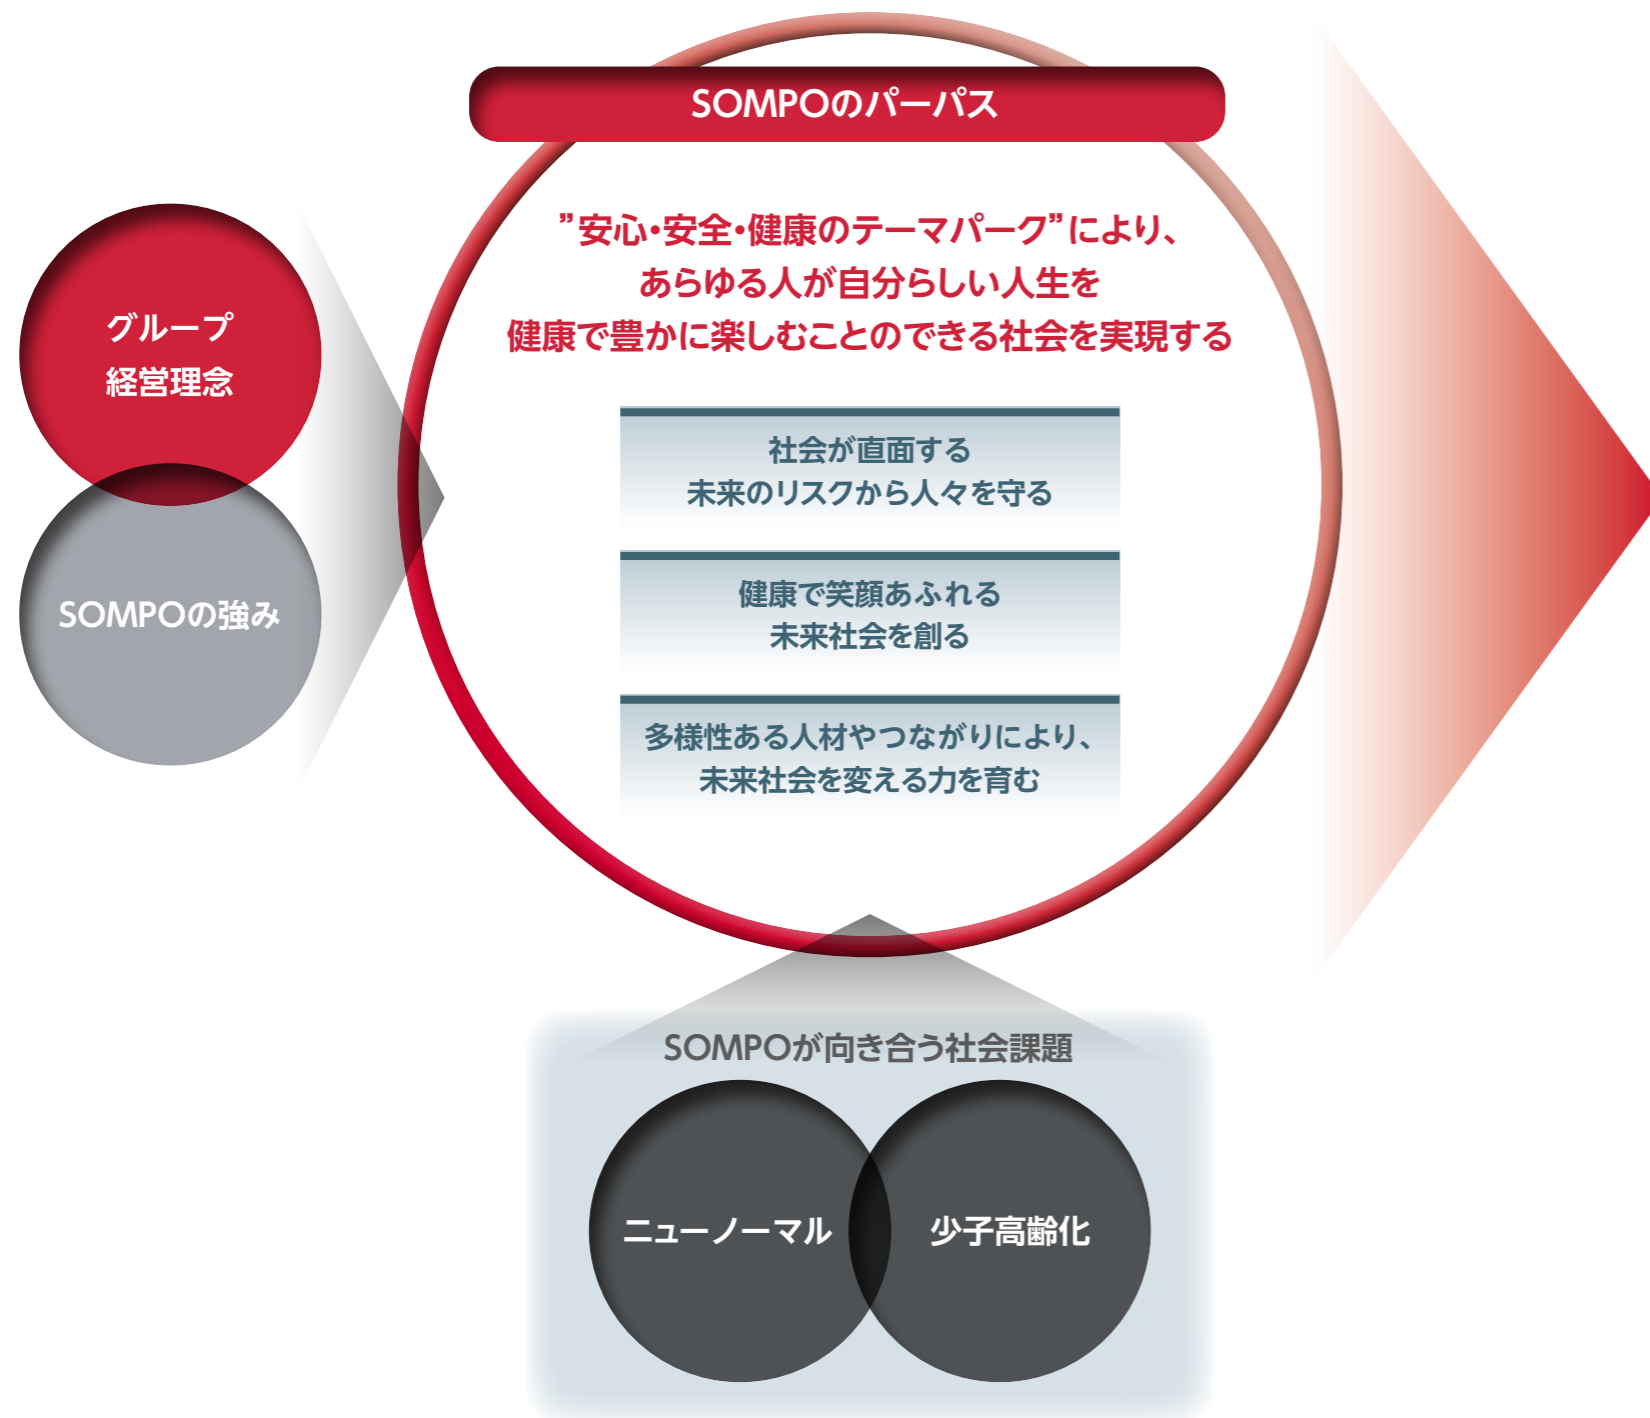 SOMPOのパーパス
”安心・安全・健康のテーマパーク”により、
あらゆる人が自分らしい人生を
健康で豊かに楽しむことのできる社会を実現する
グループ
経営理念
SOMPOの強み
社会が直面する
未来のリスクから人々を守る
健康で笑顔あふれる
未来社会を創る
多様性ある人材やつながりにより、
未来社会を変える力を育む
SOMPOが向き合う社会課題
ニューノーマル
少子高齢化